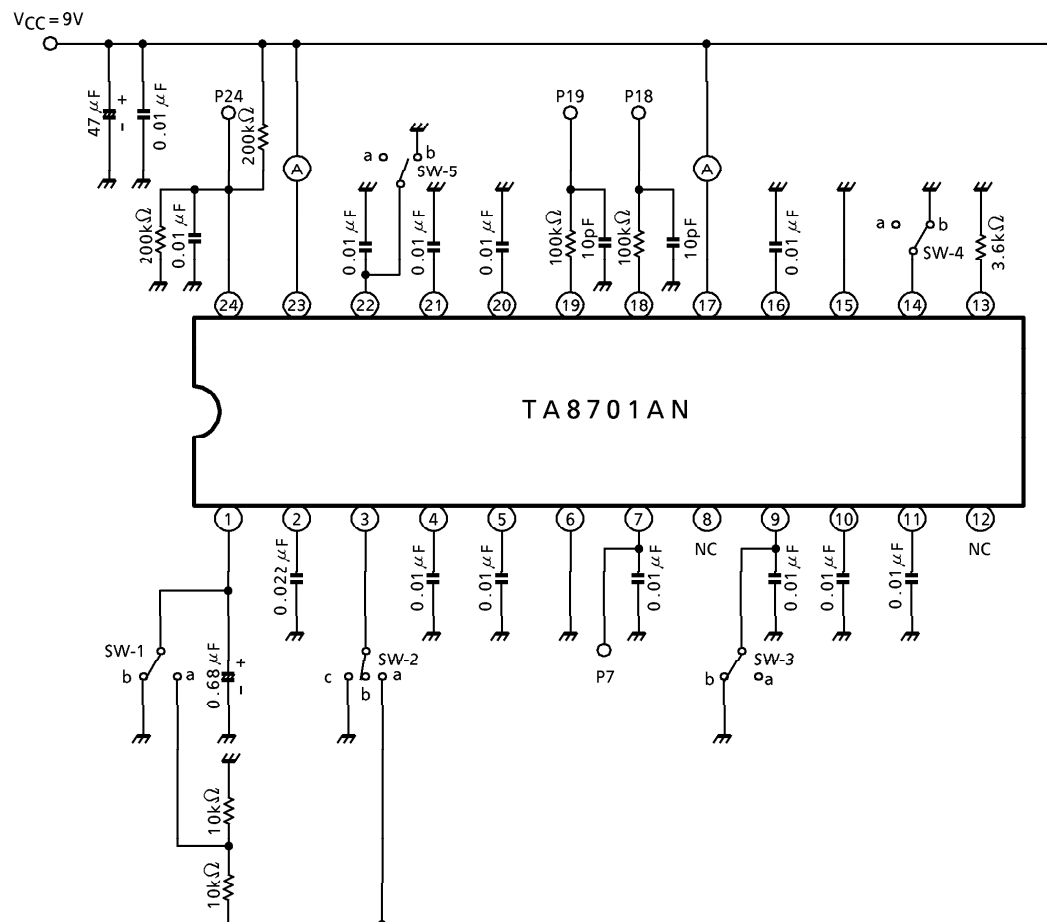 VCC = 9V
47 μF
+
-
0.01 μF
P24
200kΩ
A
a
b
SW-5
P19
P18
A
200kΩ
0.01 μF
0.01 μF
0.01 μF
0.01 μF
100kΩ
10pF
100kΩ
10pF
0.01 μF
a
b
SW-4
3.6kΩ
24
23
22
21
20
19
18
17
16
15
14
13
TA8701AN
1
2
3
4
5
6
7
8
9
10
11
12
NC
NC
0.022 μF
0.01 μF
0.01 μF
0.01 μF
0.01 μF
0.01 μF
0.01 μF
SW-1
b
a
0.68 μF
+
-
SW-2
c
b
a
P7
SW-3
b
a
10kΩ
10kΩ